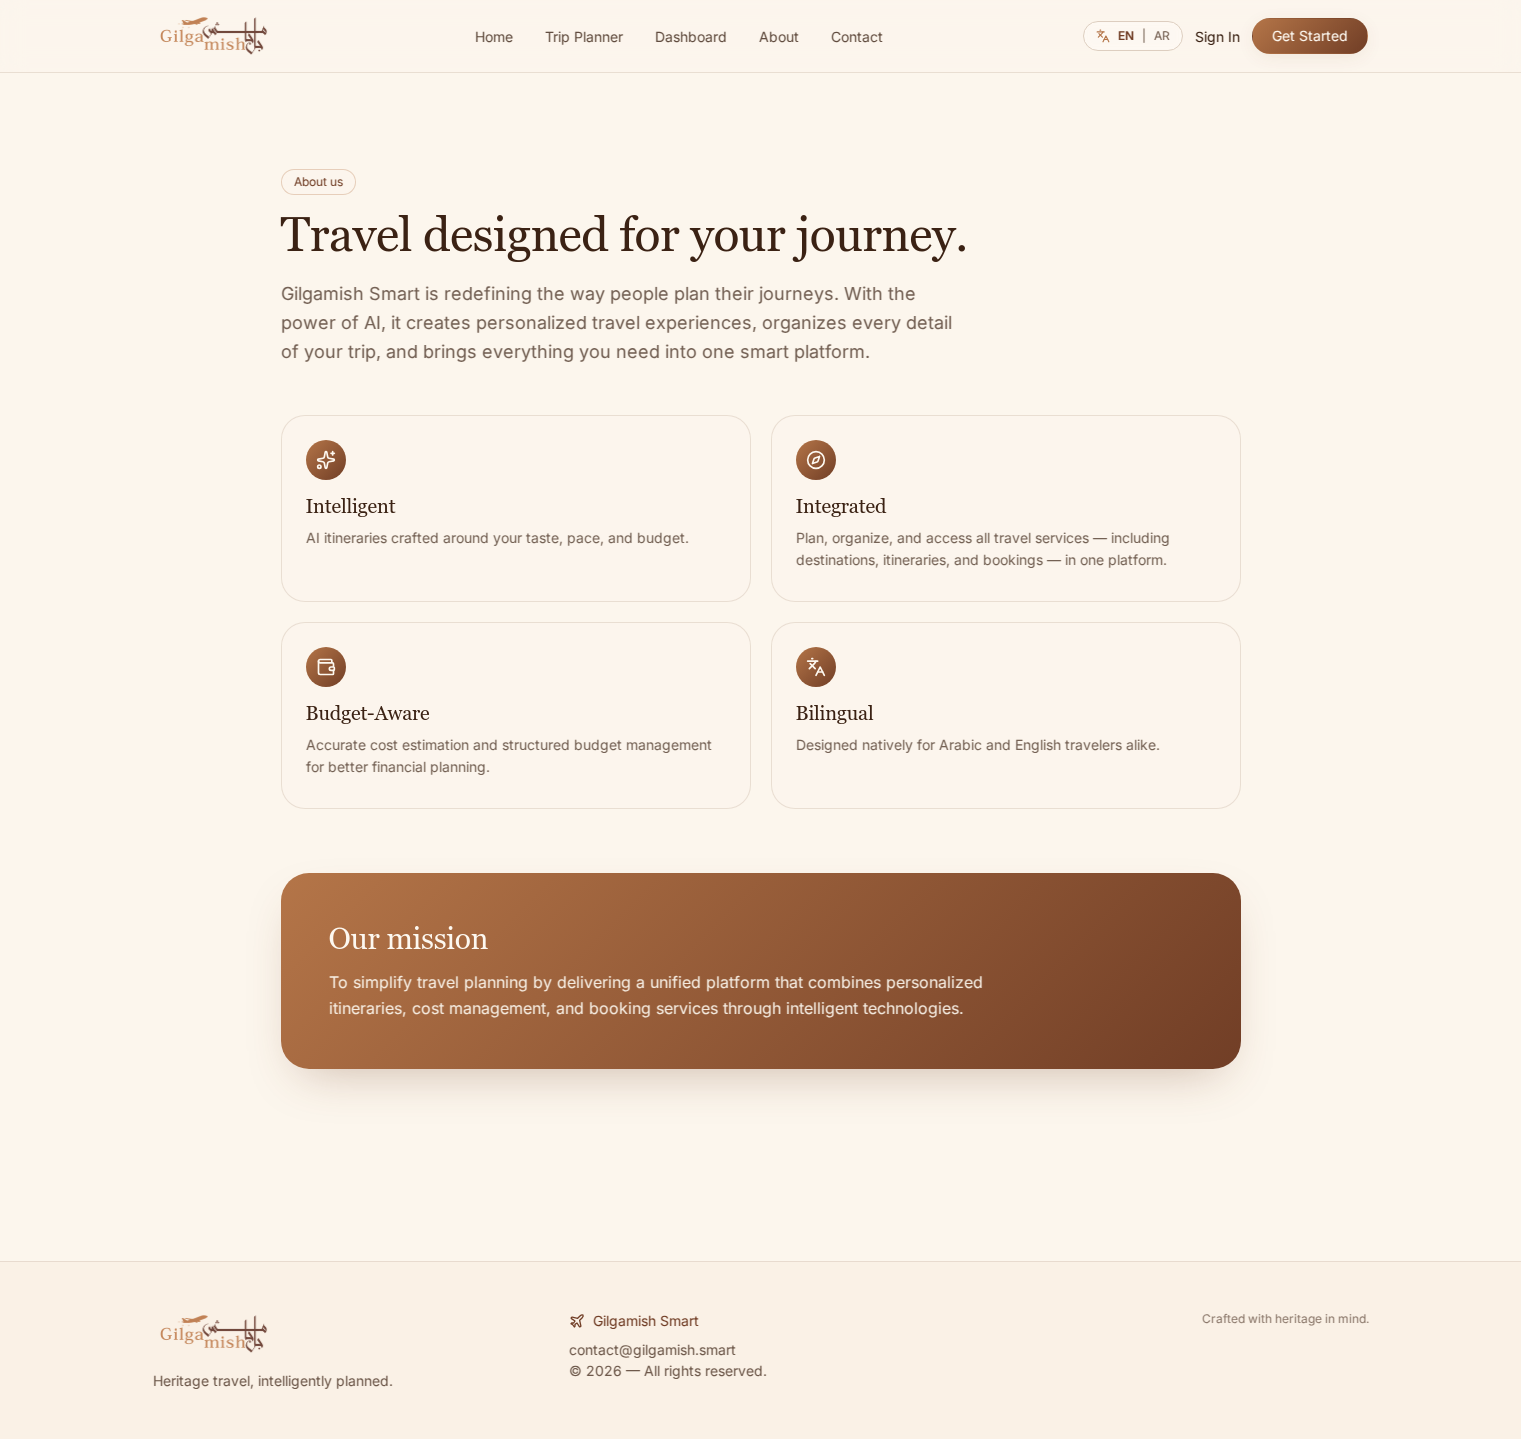 Gilgamish
Home
Trip Planner
Dashboard
About
Contact
EN | AR
Sign In
Get Started
About us
Travel designed for your journey.
Gilgamish Smart is redefining the way people plan their journeys. With the
power of AI, it creates personalized travel experiences, organizes every detail
of your trip, and brings everything you need into one smart platform.
Intelligent
AI itineraries crafted around your taste, pace, and budget.
Integrated
Plan, organize, and access all travel services — including
destinations, itineraries, and bookings — in one platform.
Budget-Aware
Accurate cost estimation and structured budget management
for better financial planning.
Bilingual
Designed natively for Arabic and English travelers alike.
Our mission
To simplify travel planning by delivering a unified platform that combines personalized
itineraries, cost management, and booking services through intelligent technologies.
Gilgamish
Heritage travel, intelligently planned.
Gilgamish Smart
contact@gilgamish.smart
© 2026 — All rights reserved.
Crafted with heritage in mind.